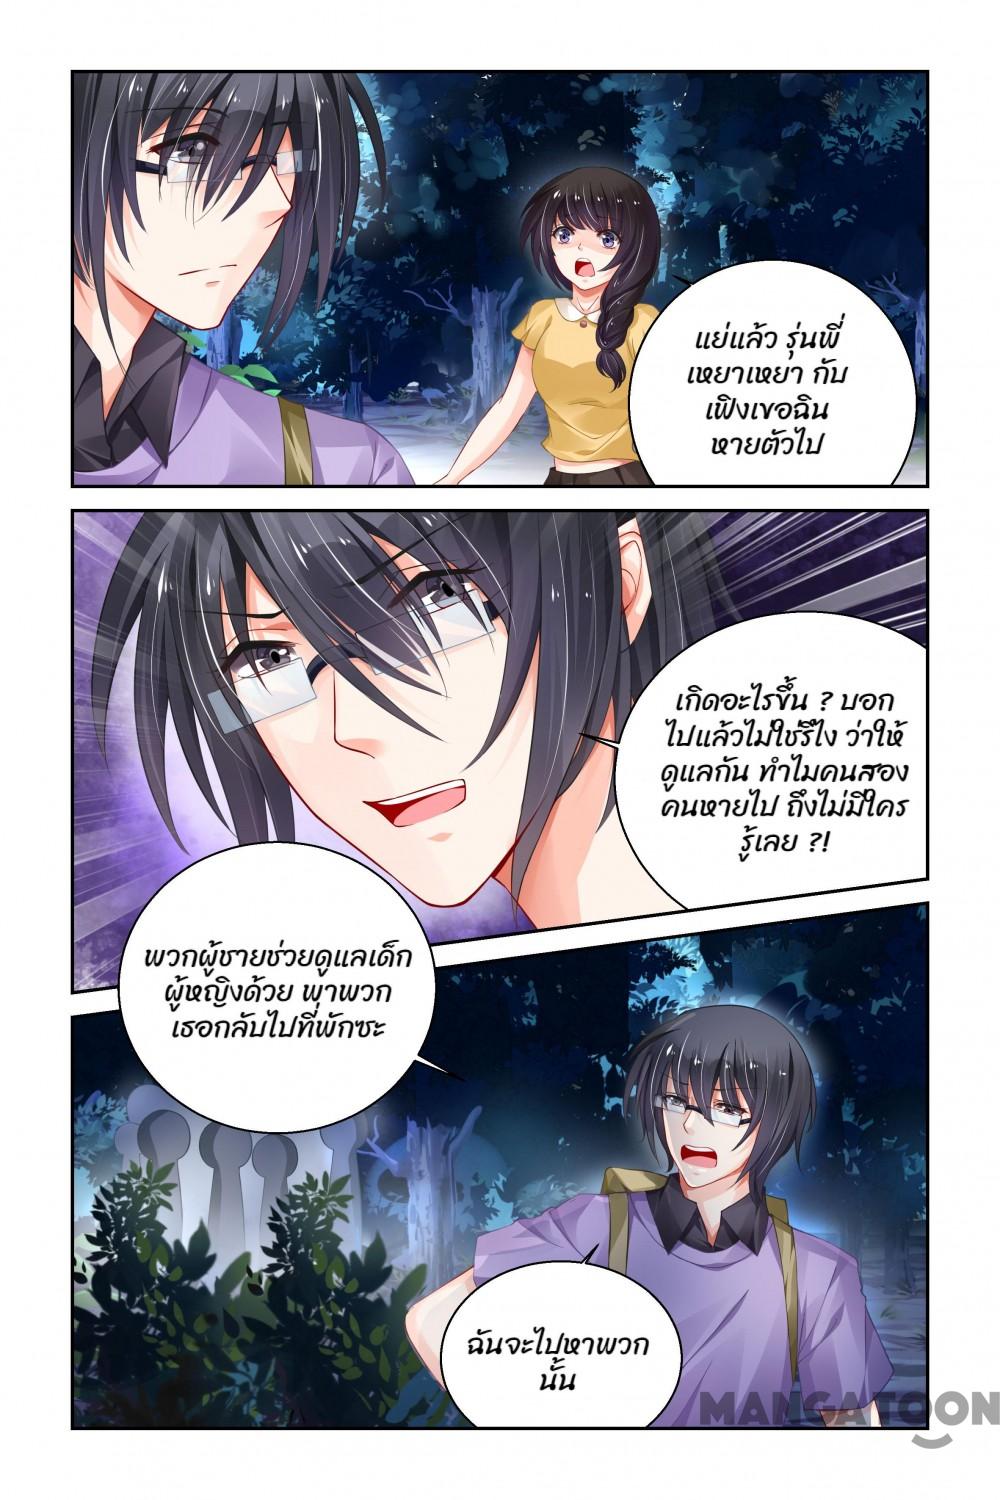 แย่แล้ว รุ่นพี่
เหยาเหยา กับ
เฟิงเขอฉิน
หายตัวไป
เกิดอะไรขึ้น ? บอก
ไปแล้วไม่ใช่รึไง ว่าให้
ดูแลกัน ทำไมคนสอง
คนหายไป ถึงไม่มีใคร
รู้เลย ?!
พวกผู้ชายช่วยดูแลเด็ก
ผู้หญิงด้วย พาพวก
เธอกลับไปที่พักซะ
ฉันจะไปหาพวก
นั้น
MANGATOON